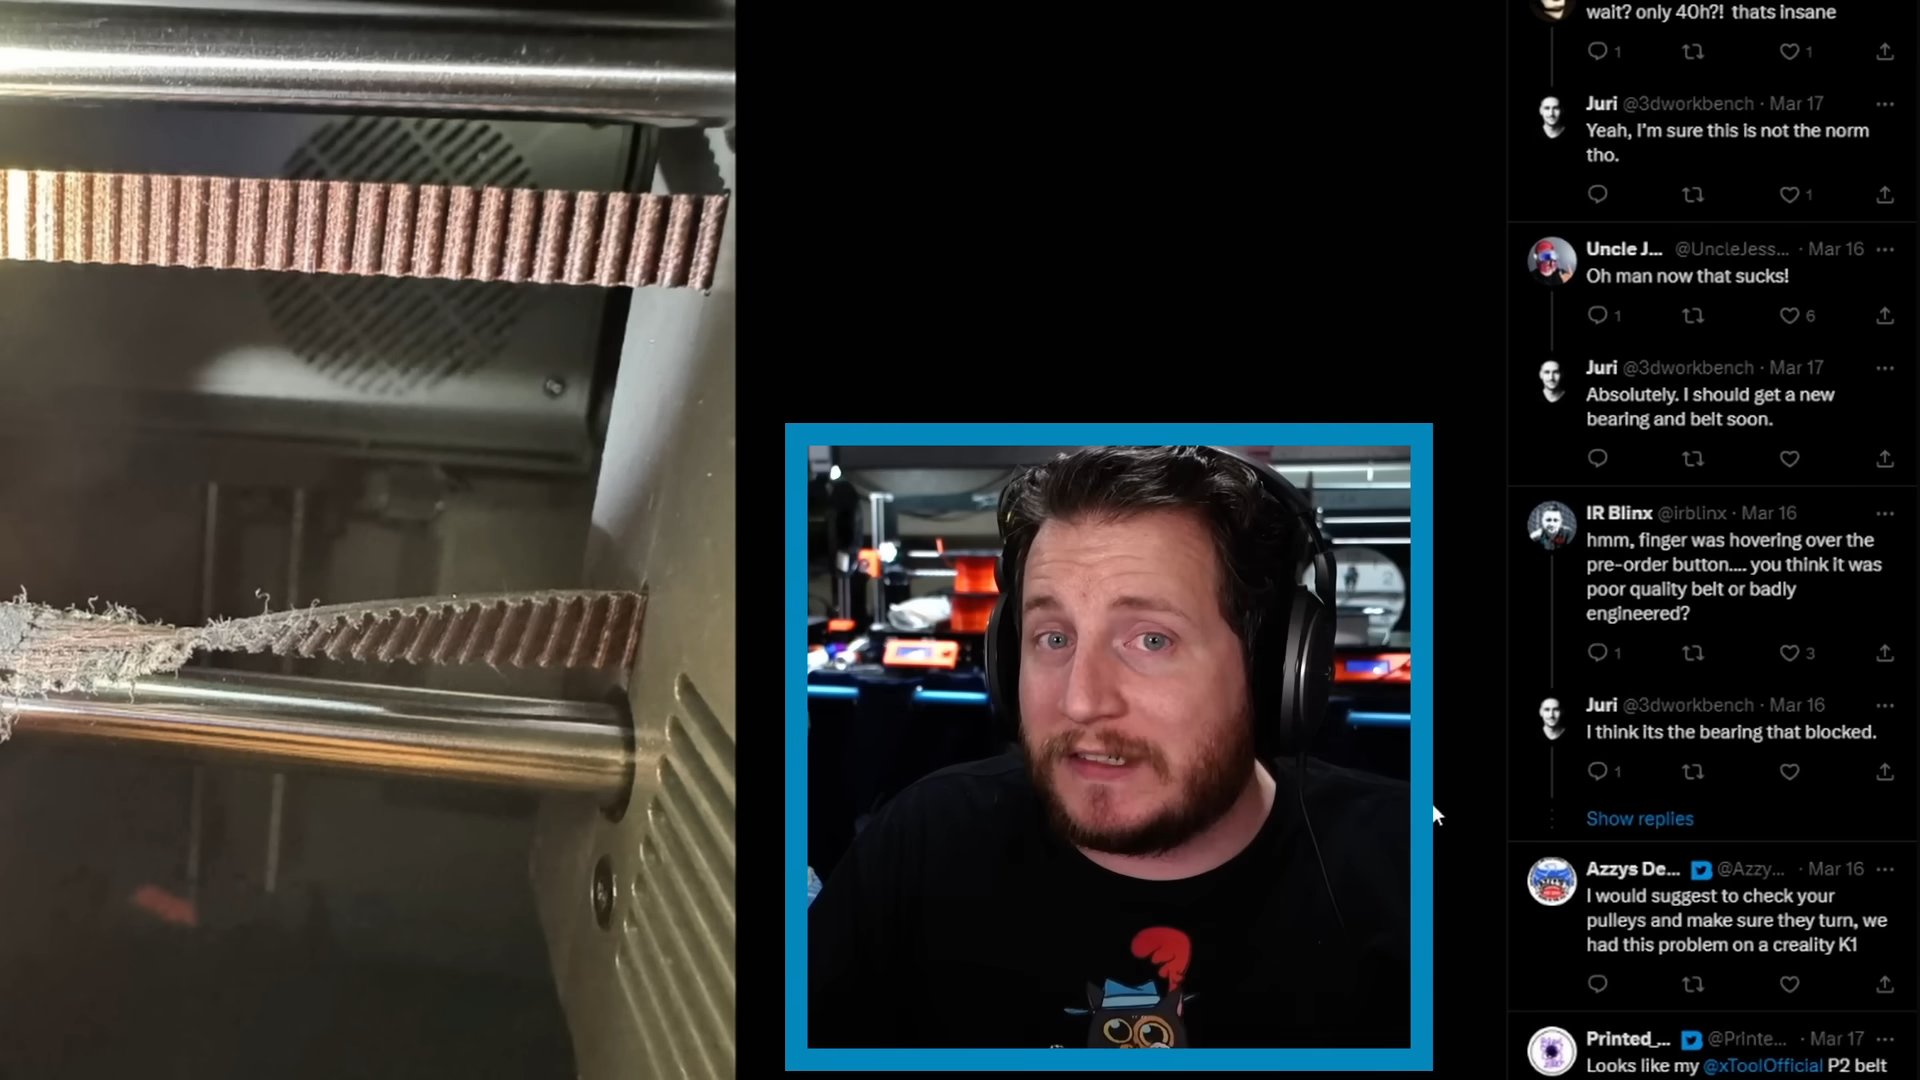 wait? only 40h?! thats insane
1
1
Juri @3dworkbench · Mar 17 ···
Yeah, I'm sure this is not the norm
tho.
1
Uncle J... @UncleJess... · Mar 16 ···
Oh man now that sucks!
1
6
Juri @3dworkbench · Mar 17 ···
Absolutely. I should get a new
bearing and belt soon.
IR Blinx @irblinx · Mar 16 ···
hmm, finger was hovering over the
pre-order button.... you think it was
poor quality belt or badly
engineered?
1
3
Juri @3dworkbench · Mar 16 ···
I think its the bearing that blocked.
1
Show replies
Azzys De... @Azzy... · Mar 16 ···
I would suggest to check your
pulleys and make sure they turn, we
had this problem on a creality K1
Printed_... @Printe... · Mar 17 ···
Looks like my @xToolOfficial P2 belt